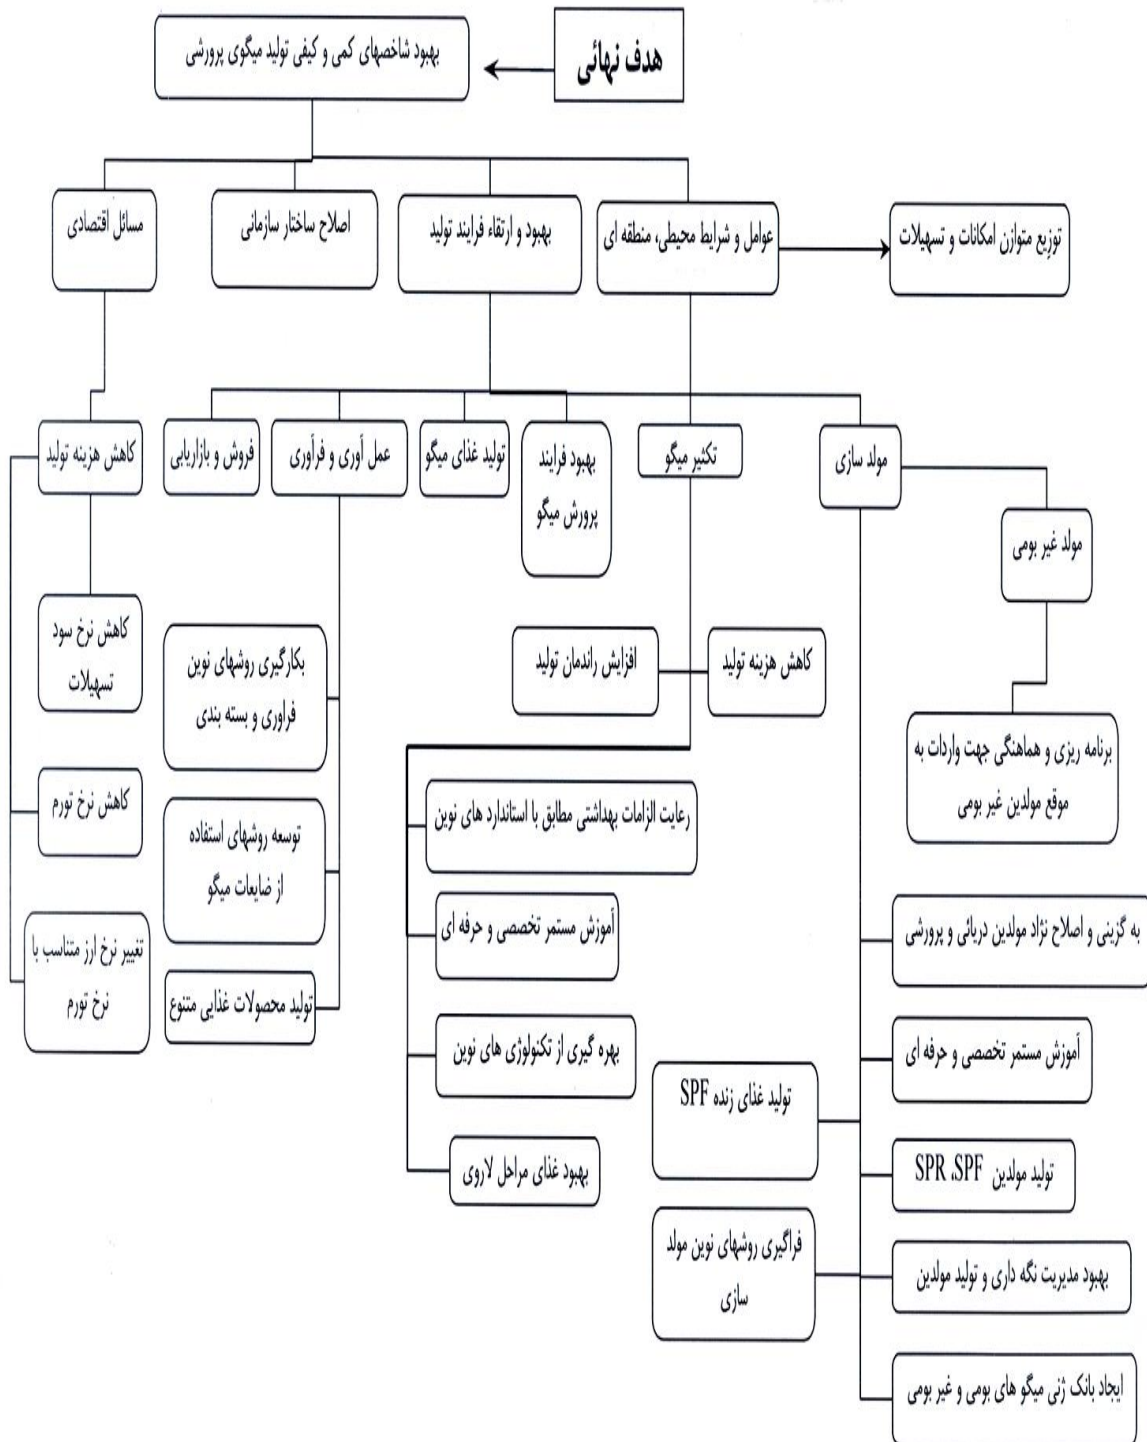 هدف نهائی
بهبود شاخصهای کمی و کیفی تولید میگوی پرورشی
توزیع متوازن امکانات و تسهیلات
عوامل و شرایط محیطی، منطقه ای
بهبود و ارتقاء فرایند تولید
اصلاح ساختار سازمانی
مسائل اقتصادی
مولد سازی
تکثیر میگو
بهبود فرایند
پرورش میگو
تولید غذای میگو
عمل آوری و فرآوری
فروش و بازاریابی
کاهش هزینه تولید
مولد غیر بومی
برنامه ریزی و هماهنگی جهت واردات به
موقع مولدین غیر بومی
به گزینی و اصلاح نژاد مولدین دریائی و پرورشی
آموزش مستمر تخصصی و حرفه ای
تولید مولدین SPR ،SPF
بهبود مدیریت نگه داری و تولید مولدین
ایجاد بانک ژنی میگو های بومی و غیر بومی
تولید غذای زنده SPF
فراگیری روشهای نوین مولد
سازی
کاهش هزینه تولید
افزایش راندمان تولید
رعایت الزامات بهداشتی مطابق با استاندارد های نوین
آموزش مستمر تخصصی و حرفه ای
بهره گیری از تکنولوژی های نوین
بهبود غذای مراحل لاروی
بکارگیری روشهای نوین
فراوری و بسته بندی
توسعه روشهای استفاده
از ضایعات میگو
تولید محصولات غذایی متنوع
کاهش نرخ سود
تسهیلات
کاهش نرخ تورم
تغییر نرخ ارز متناسب با
نرخ تورم